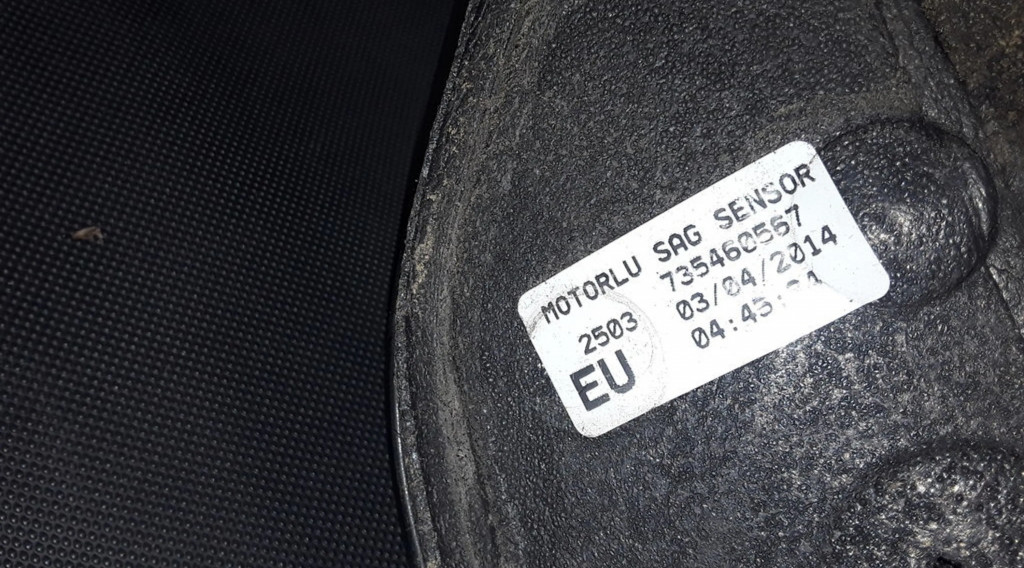 MOTORLU SAG SENSOR
735460567
2503 03/04/2014
EU 04:45: